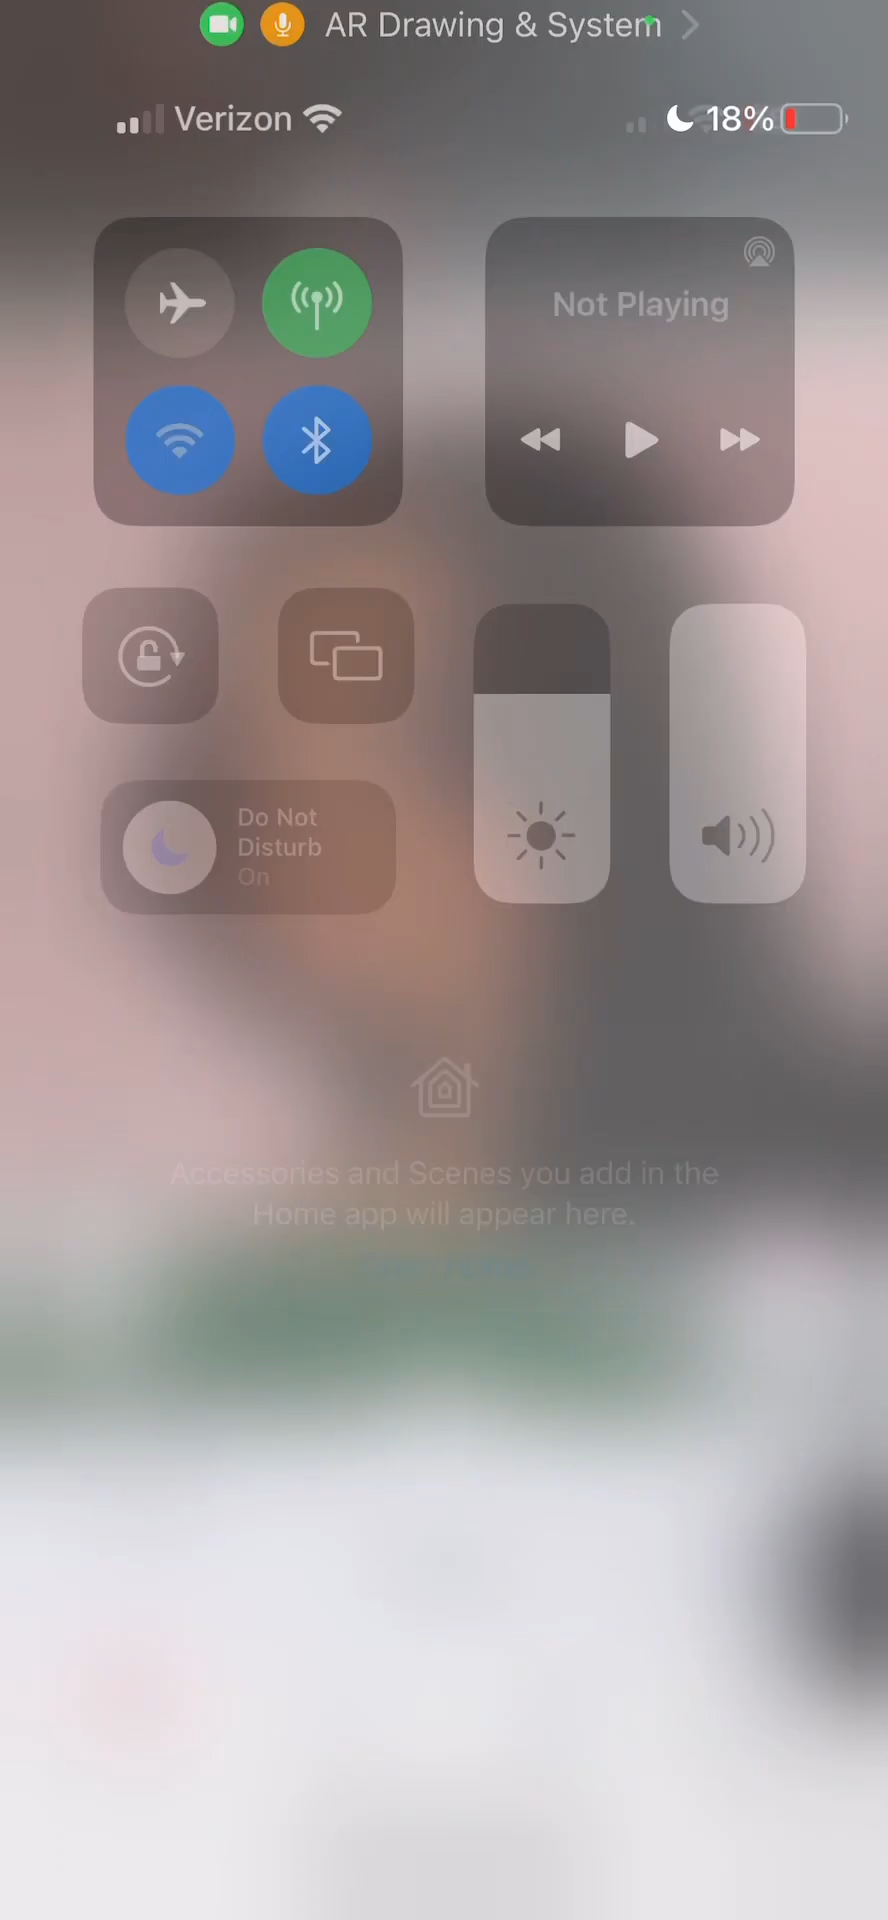 AR Drawing & System
Verizon
18%
Not Playing
Do Not
Disturb
On
Accessories and Scenes you add in the
Home app will appear here.